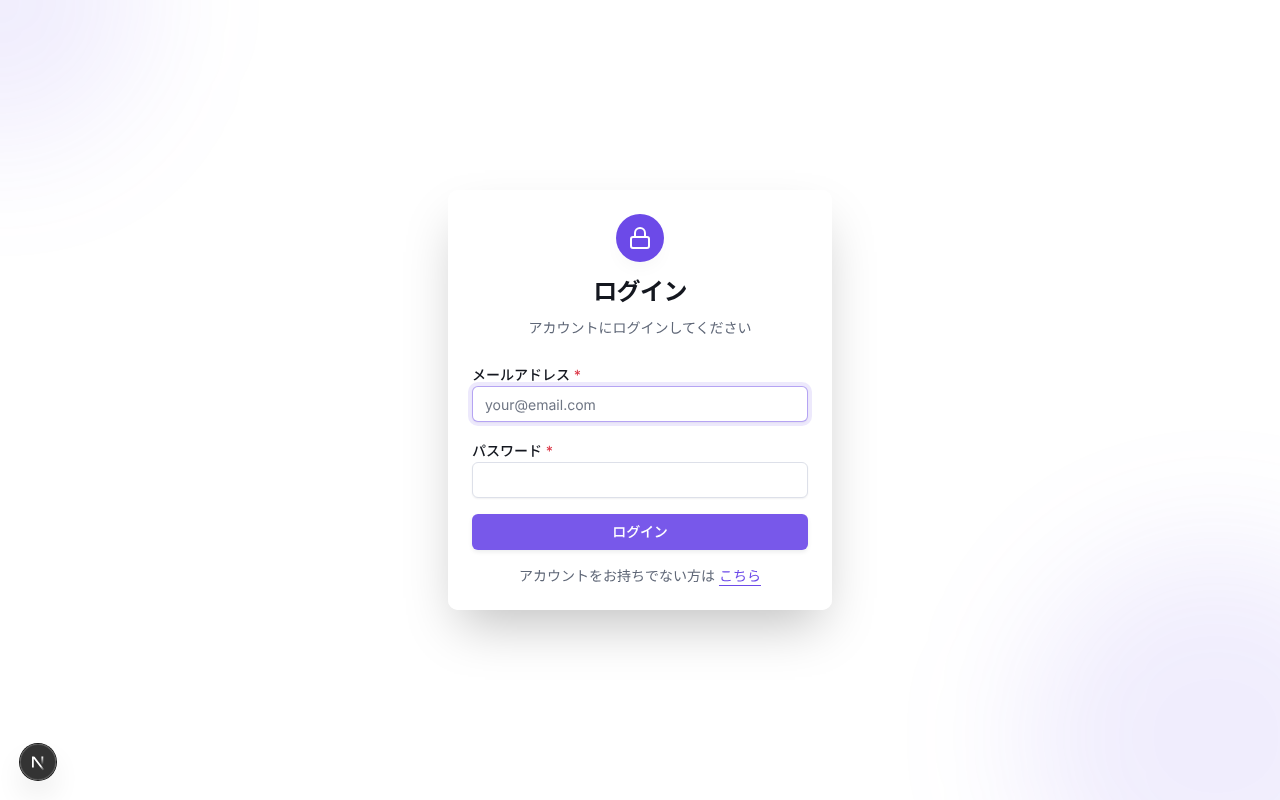 ログイン
アカウントにログインしてください
メールアドレス *
your@email.com
パスワード *
ログイン
アカウントをお持ちでない方は こちら
N